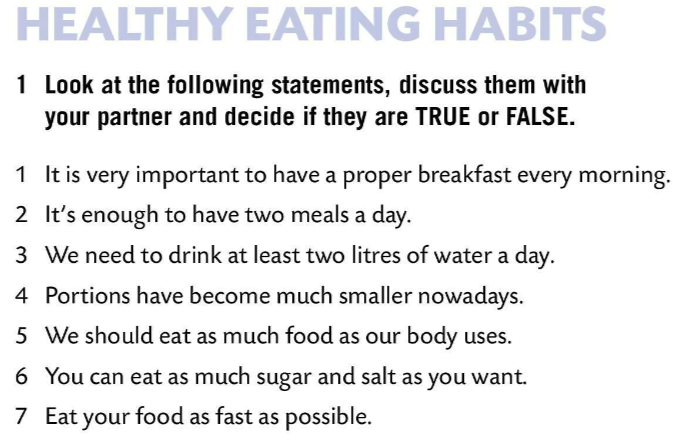 HEALTHY EATING HABITS
1 Look at the following statements, discuss them with
your partner and decide if they are TRUE or FALSE.
1 It is very important to have a proper breakfast every morning.
2 It's enough to have two meals a day.
3 We need to drink at least two litres of water a day.
4 Portions have become much smaller nowadays.
5 We should eat as much food as our body uses.
6 You can eat as much sugar and salt as you want.
7 Eat your food as fast as possible.